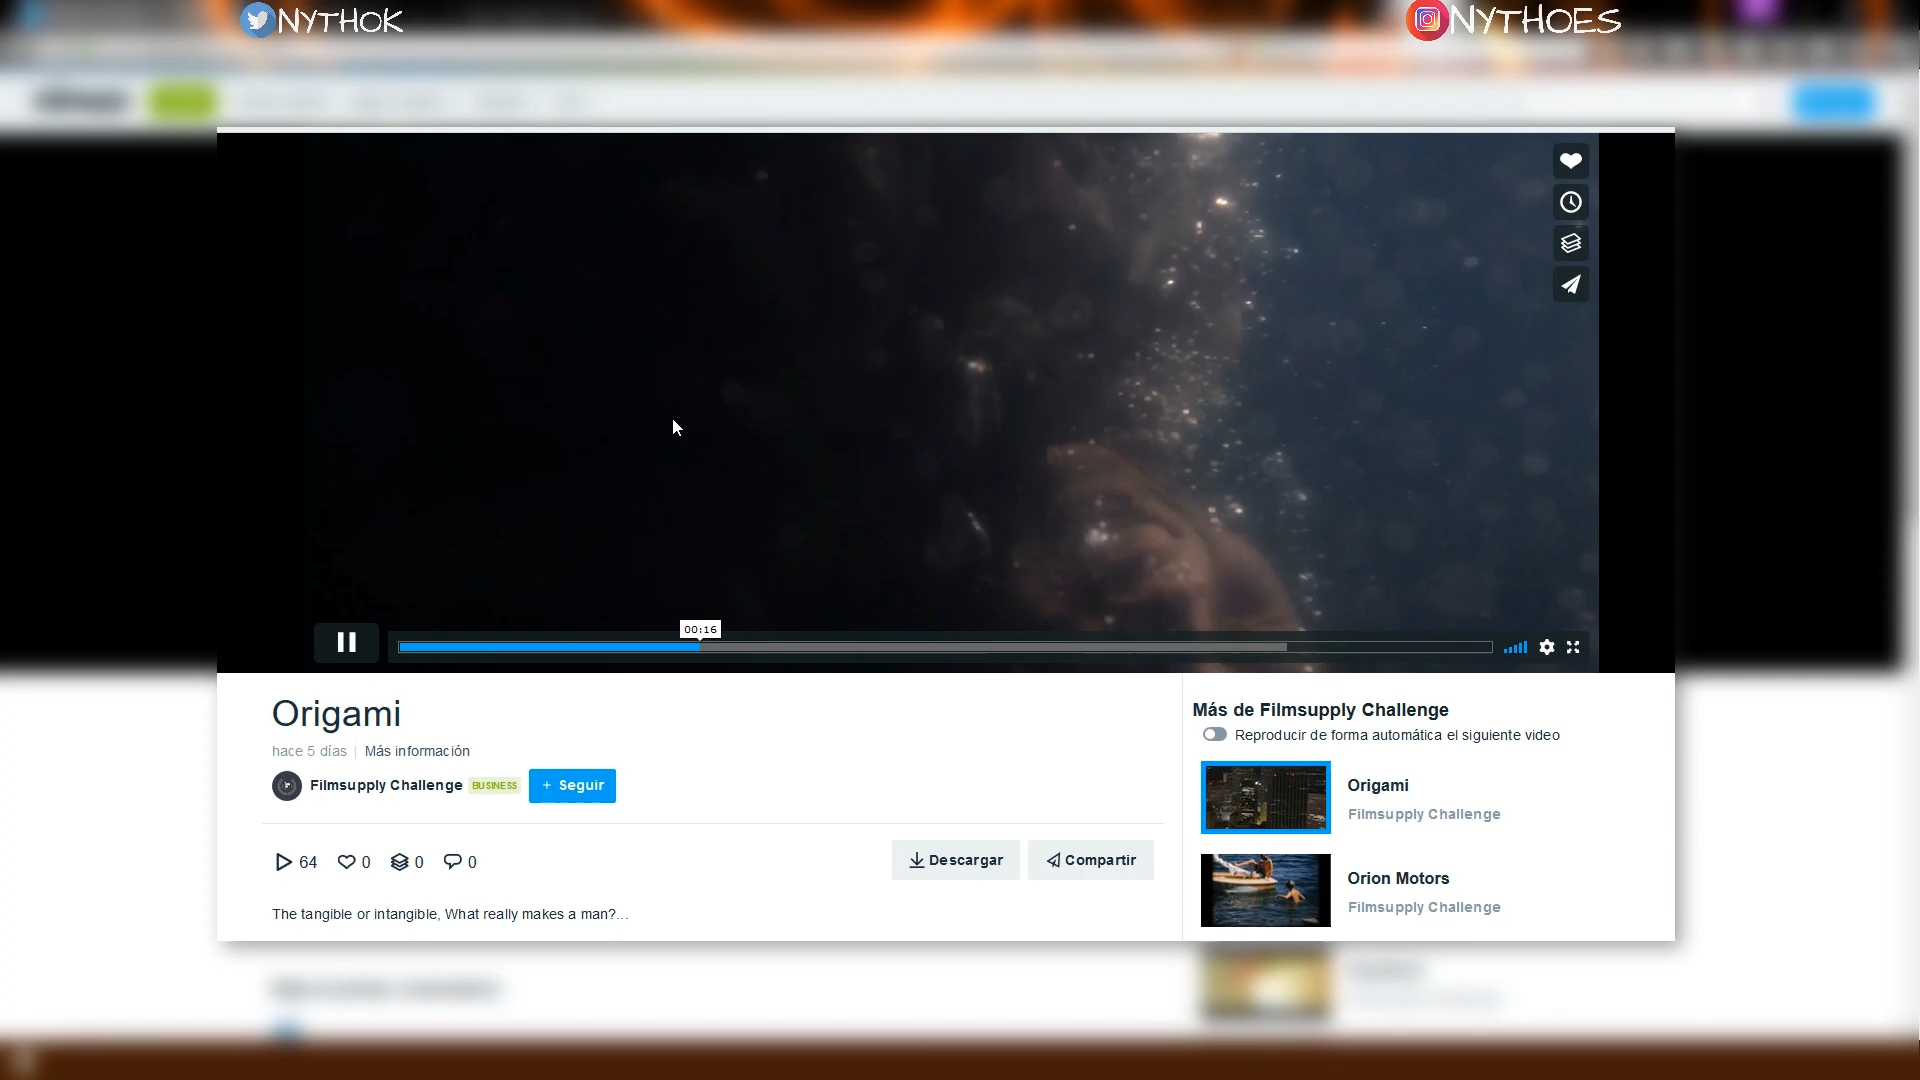 NYTHOK
NYTHOES
00:16
Origami
hace 5 días | Más información
Filmsupply Challenge BUSINESS + Seguir
64 0 0 0
Descargar Compartir
The tangible or intangible, What really makes a man?...
Más de Filmsupply Challenge
Reproducir de forma automática el siguiente video
Origami
Filmsupply Challenge
Orion Motors
Filmsupply Challenge